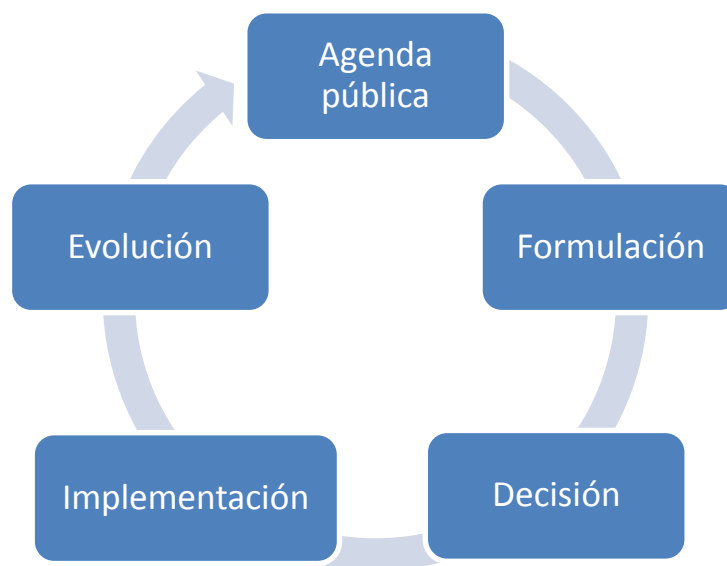 Agenda
pública
Formulación
Decisión
Implementación
Evolución